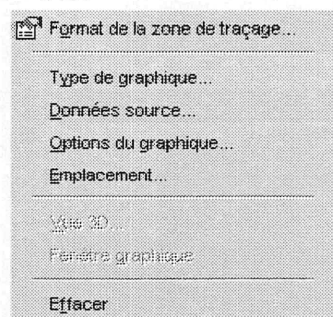 Format de la zone de traçage...
Type de graphique...
Données source...
Options du graphique...
Emplacement...
Vue 3D...
Fenêtre graphique
Effacer